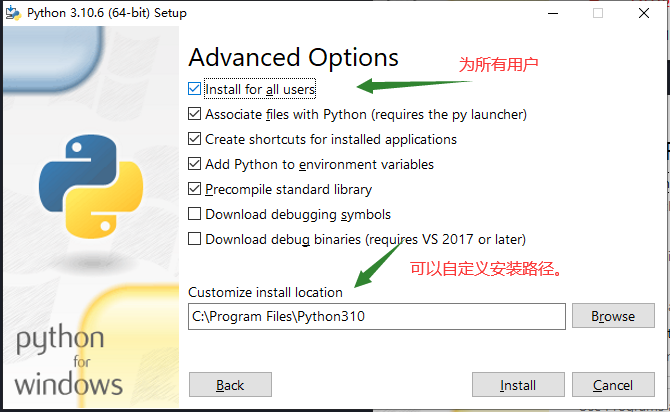 Python 3.10.6 (64-bit) Setup
Advanced Options
为所有用户
Install for all users
Associate files with Python (requires the py launcher)
Create shortcuts for installed applications
Add Python to environment variables
Precompile standard library
Download debugging symbols
Download debug binaries (requires VS 2017 or later)
可以自定义安装路径。
Customize install location
C:\Program Files\Python310
Browse
python
for
windows
Back
Install
Cancel